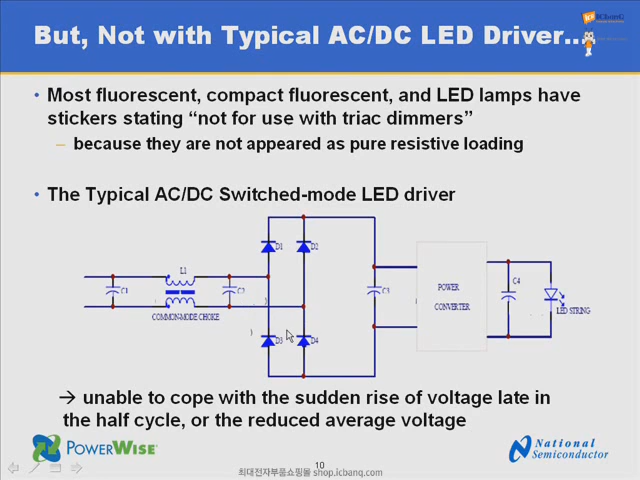 But, Not with Typical AC/DC LED Driver...
• Most fluorescent, compact fluorescent, and LED lamps have
stickers stating “not for use with triac dimmers”
– because they are not appeared as pure resistive loading
• The Typical AC/DC Switched-mode LED driver
D1
D2
L1
C1
C2
C3
POWER
CONVERTER
C4
LED STRING
COMMON-MODE CHOKE
D3
D4
→ unable to cope with the sudden rise of voltage late in
the half cycle, or the reduced average voltage
POWERWISE®
National
Semiconductor
10
최대전자부품쇼핑몰 shop.icbanq.com